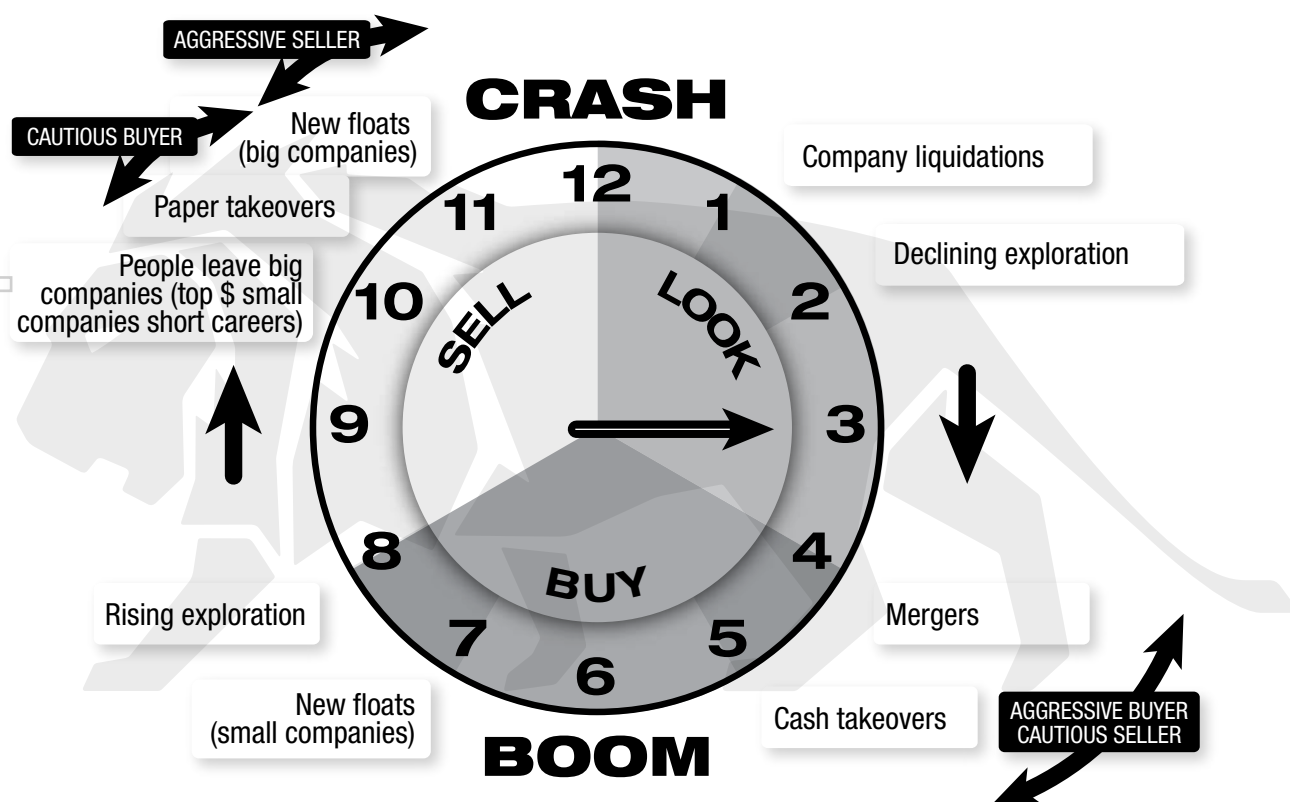 AGGRESSIVE SELLER
CAUTIOUS BUYER
New floats
(big companies)
Paper takeovers
People leave big
companies (top $ small
companies short careers)
Rising exploration
New floats
(small companies)
CRASH
12
1
2
3
4
5
6
7
8
9
10
11
SELL
LOOK
BUY
BOOM
Company liquidations
Declining exploration
Mergers
Cash takeovers
AGGRESSIVE BUYER
CAUTIOUS SELLER